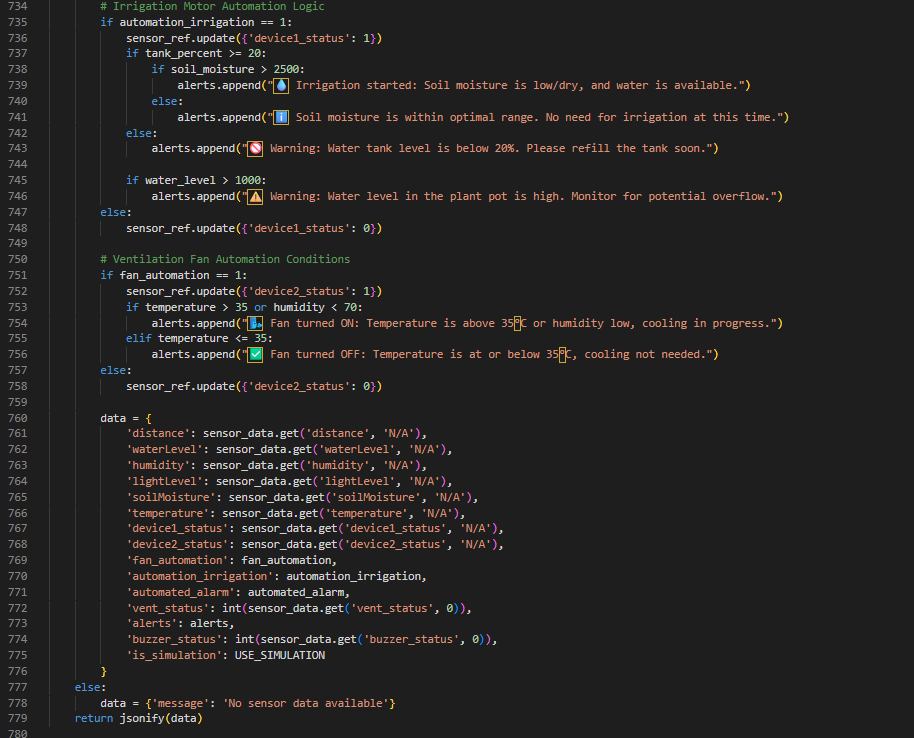 734 # Irrigation Motor Automation Logic
735 if automation_irrigation == 1:
736 sensor_ref.update({'device1_status': 1})
737 if tank_percent >= 20:
738 if soil_moisture > 2500:
739 alerts.append("💧 Irrigation started: Soil moisture is low/dry, and water is available.")
740 else:
741 alerts.append("ℹ️ Soil moisture is within optimal range. No need for irrigation at this time.")
742 else:
743 alerts.append("🚫 Warning: Water tank level is below 20%. Please refill the tank soon.")
744
745 if water_level > 1000:
746 alerts.append("⚠️ Warning: Water level in the plant pot is high. Monitor for potential overflow.")
747 else:
748 sensor_ref.update({'device1_status': 0})
749
750 # Ventilation Fan Automation Conditions
751 if fan_automation == 1:
752 sensor_ref.update({'device2_status': 1})
753 if temperature > 35 or humidity < 70:
754 alerts.append("🌬️ Fan turned ON: Temperature is above 35°C or humidity low, cooling in progress.")
755 elif temperature <= 35:
756 alerts.append("✅ Fan turned OFF: Temperature is at or below 35°C, cooling not needed.")
757 else:
758 sensor_ref.update({'device2_status': 0})
759
760 data = {
761 'distance': sensor_data.get('distance', 'N/A'),
762 'waterLevel': sensor_data.get('waterLevel', 'N/A'),
763 'humidity': sensor_data.get('humidity', 'N/A'),
764 'lightLevel': sensor_data.get('lightLevel', 'N/A'),
765 'soilMoisture': sensor_data.get('soilMoisture', 'N/A'),
766 'temperature': sensor_data.get('temperature', 'N/A'),
767 'device1_status': sensor_data.get('device1_status', 'N/A'),
768 'device2_status': sensor_data.get('device2_status', 'N/A'),
769 'fan_automation': fan_automation,
770 'automation_irrigation': automation_irrigation,
771 'automated_alarm': automated_alarm,
772 'vent_status': int(sensor_data.get('vent_status', 0)),
773 'alerts': alerts,
774 'buzzer_status': int(sensor_data.get('buzzer_status', 0)),
775 'is_simulation': USE_SIMULATION
776 }
777 else:
778 data = {'message': 'No sensor data available'}
779 return jsonify(data)
780